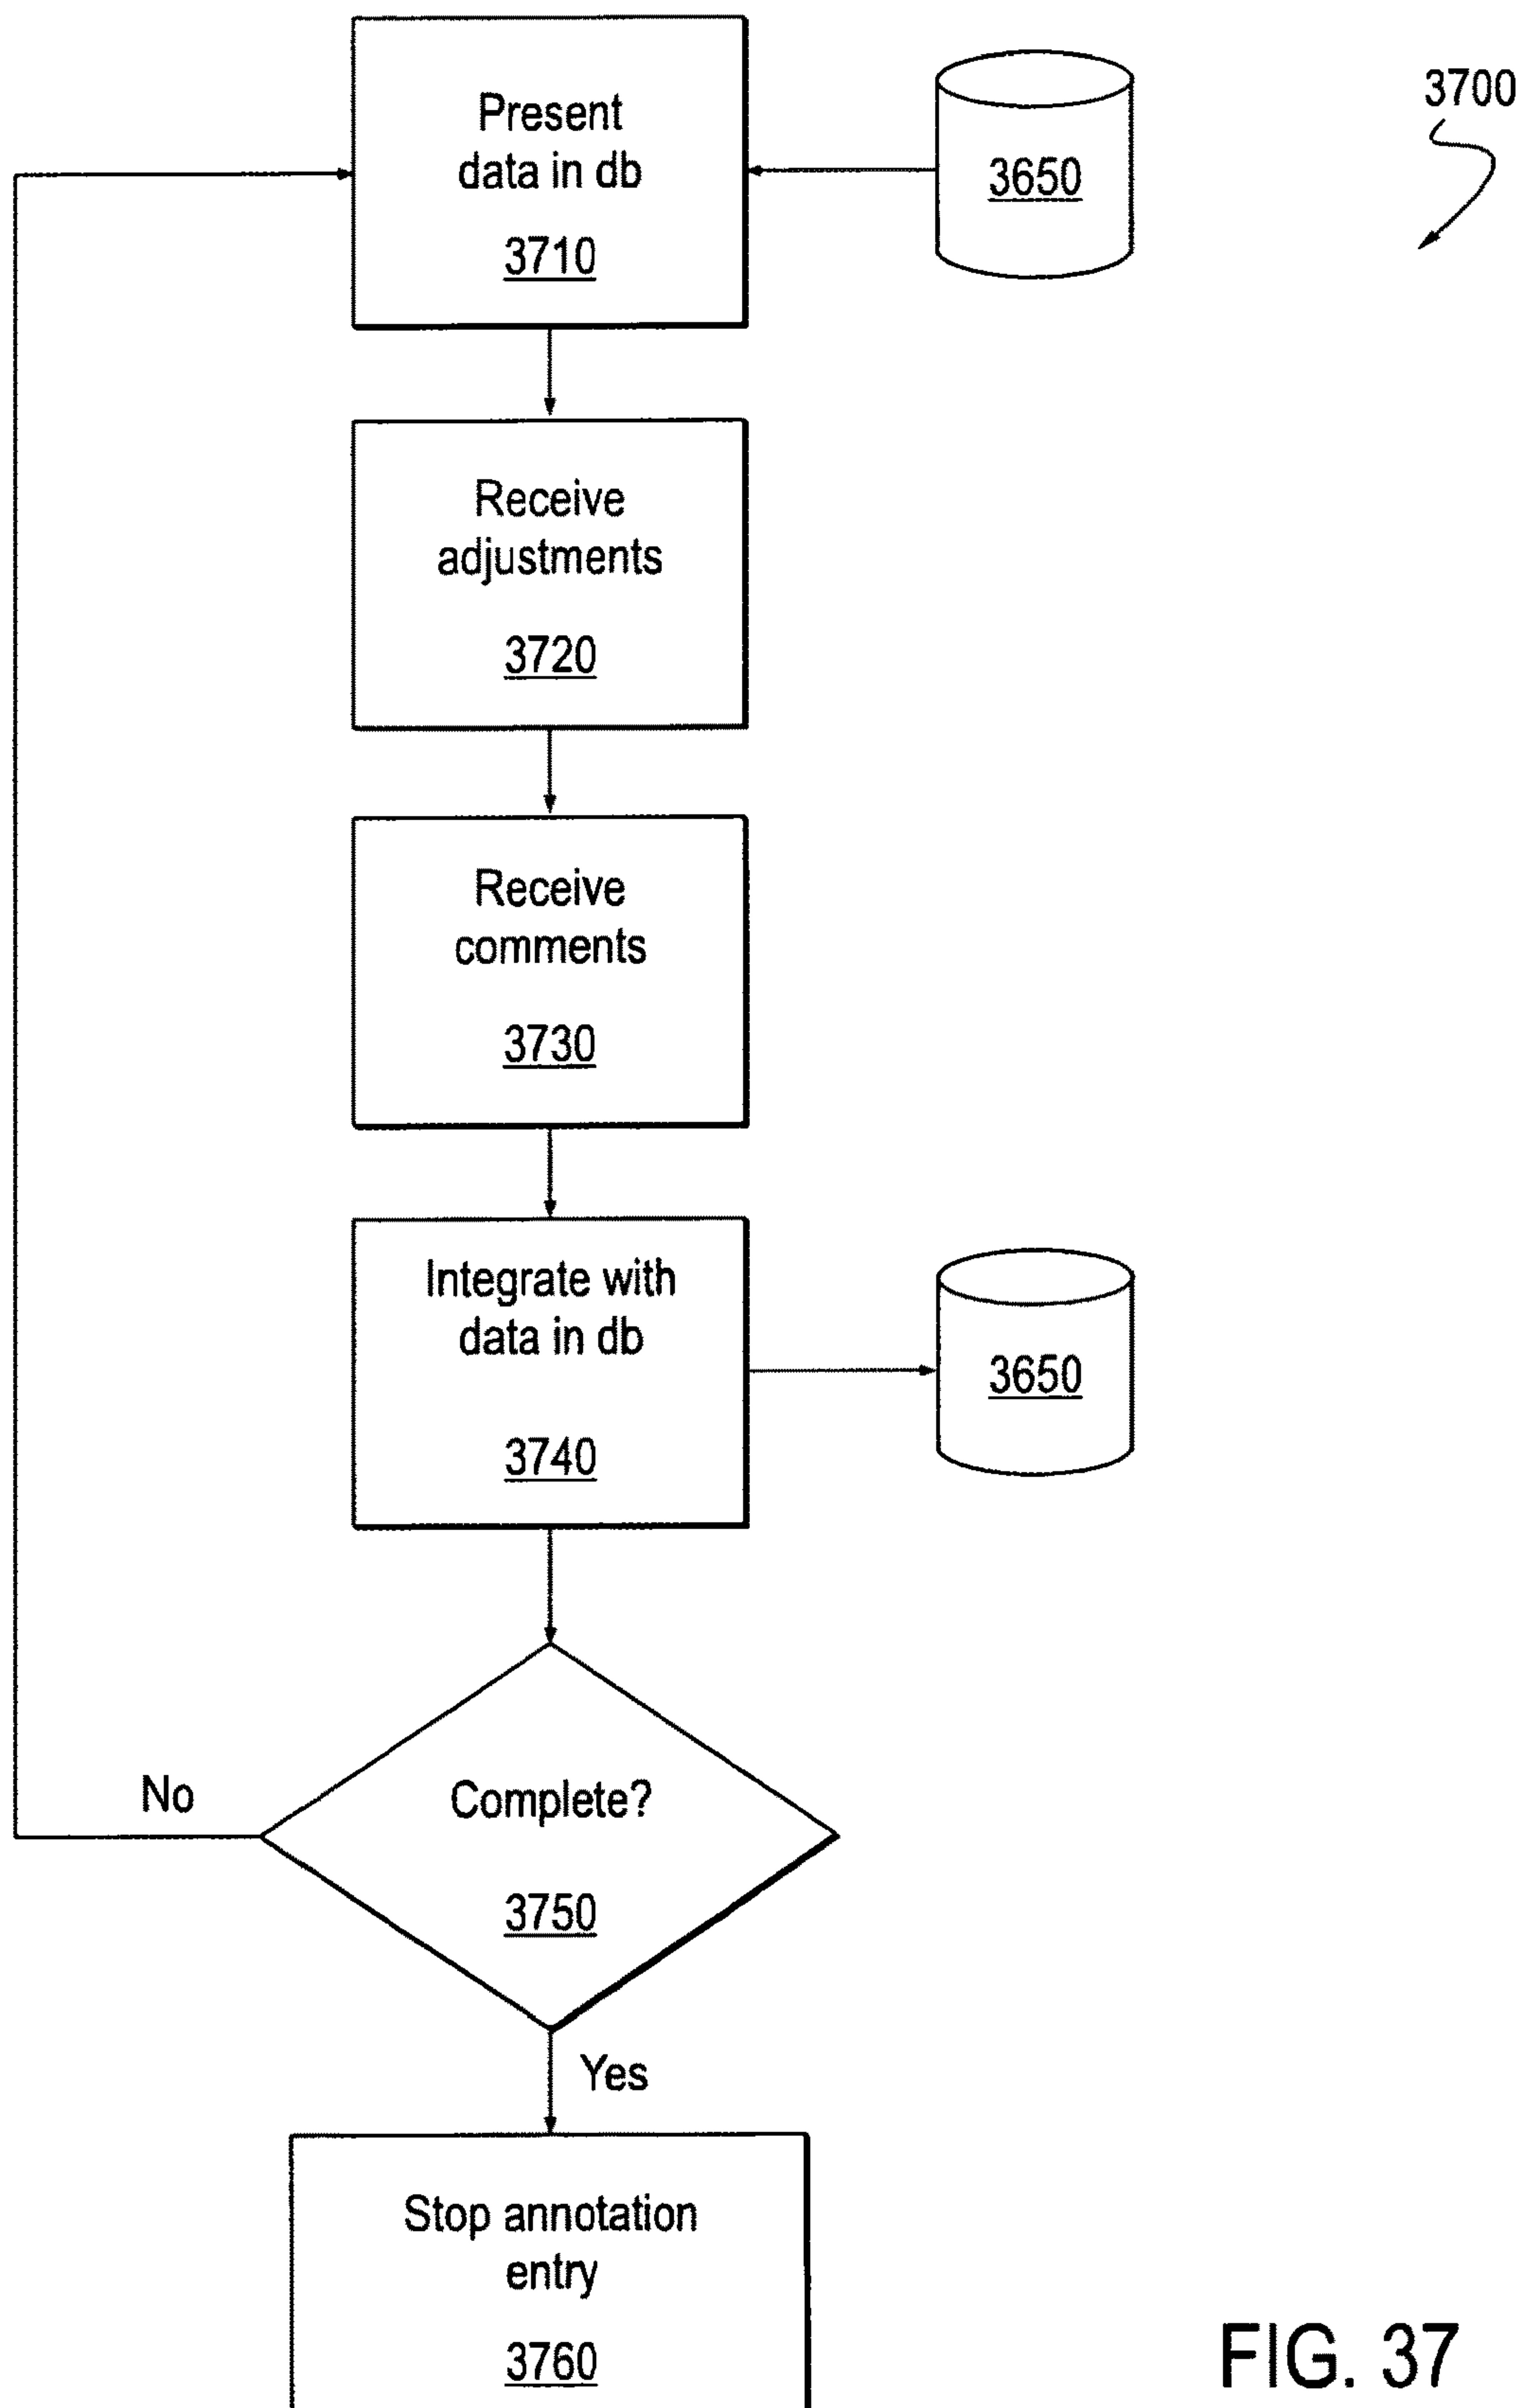 Present
data in db
3710
3650
3700
Receive
adjustments
3720
Receive
comments
3730
Integrate with
data in db
3740
3650
No
Complete?
3750
Yes
Stop annotation
entry
3760
FIG. 37